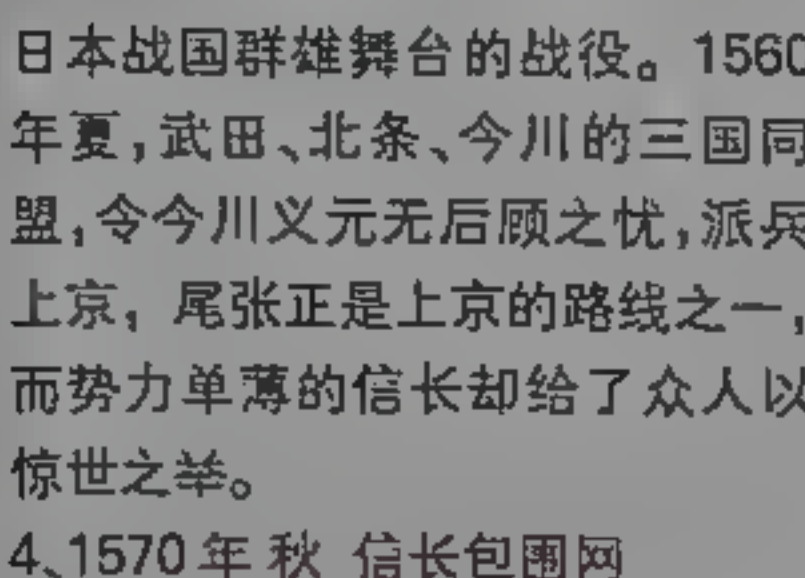 日本战国群雄舞台的战役。1560
年夏,武田、北条、今川的三国同
盟,令今川义元无后顾之忧,派兵
上京, 尾张正是上京的路线之一,
而势力单薄的信长却给了众人以
惊世之举。
4、1570年 秋 信长包围网